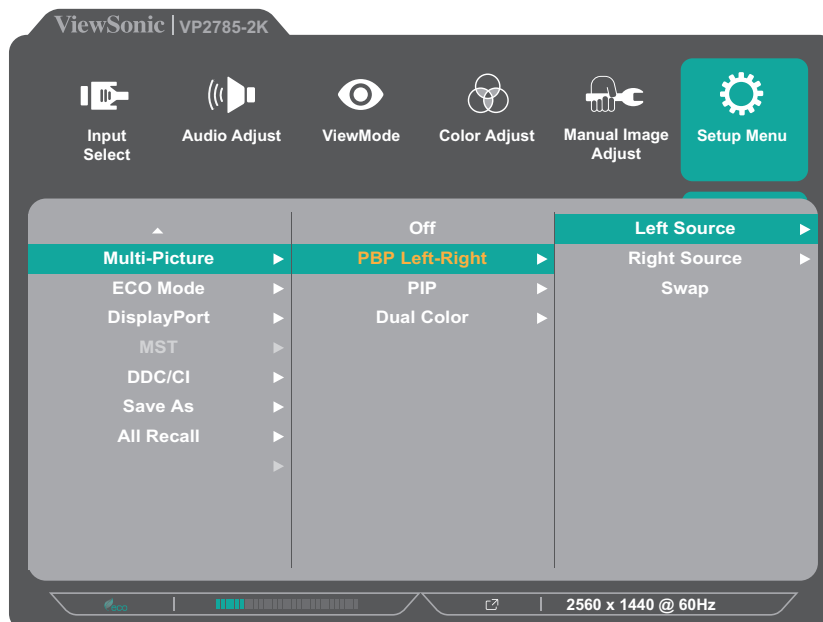 ViewSonic | VP2785-2K
Input Select
Audio Adjust
ViewMode
Color Adjust
Manual Image Adjust
Setup Menu
Off
Left Source
Multi-Picture
PBP Left-Right
Right Source
ECO Mode
PIP
Swap
DisplayPort
Dual Color
MST
DDC/CI
Save As
All Recall
eco
2560 x 1440 @ 60Hz